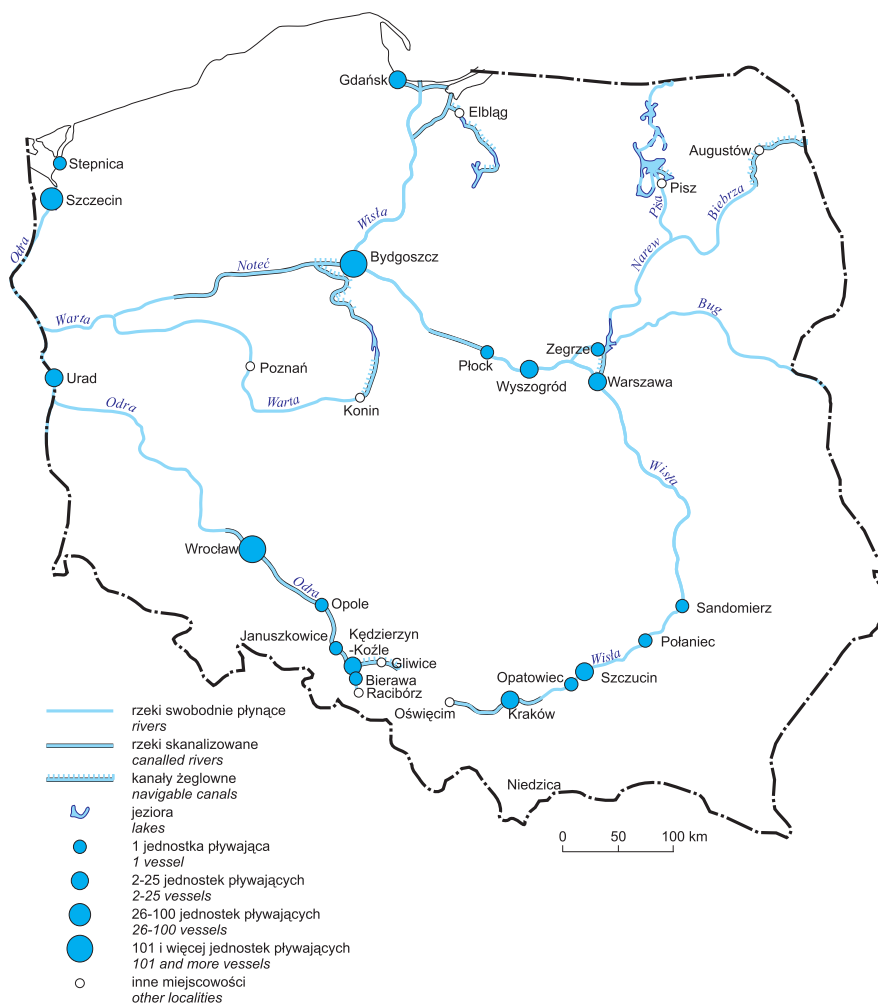 Gdańsk
Elbląg
Augustów
Stepnica
Pisz
Szczecin
Pisa
Biebrza
Wisła
Odra
Narew
Bydgoszcz
Noteć
Bug
Warta
Zegrze
Płock
Poznań
Wyszogród
Warszawa
Urad
Odra
Warta
Konin
Wisła
Wrocław
Odra
Opole
Sandomierz
Januszkowice
Kędzierzyn
-Koźle
Połaniec
Wisła
Gliwice
Opatowiec
Szczucin
Bierawa
Racibórz
Oświęcim
Kraków
Niedzica
rzeki swobodnie płynące
rivers
rzeki skanalizowane
canalled rivers
kanały żeglowne
navigable canals
jeziora
lakes
1 jednostka pływająca
1 vessel
2-25 jednostek pływających
2-25 vessels
26-100 jednostek pływających
26-100 vessels
101 i więcej jednostek pływających
101 and more vessels
inne miejscowości
other localities
0 50 100 km